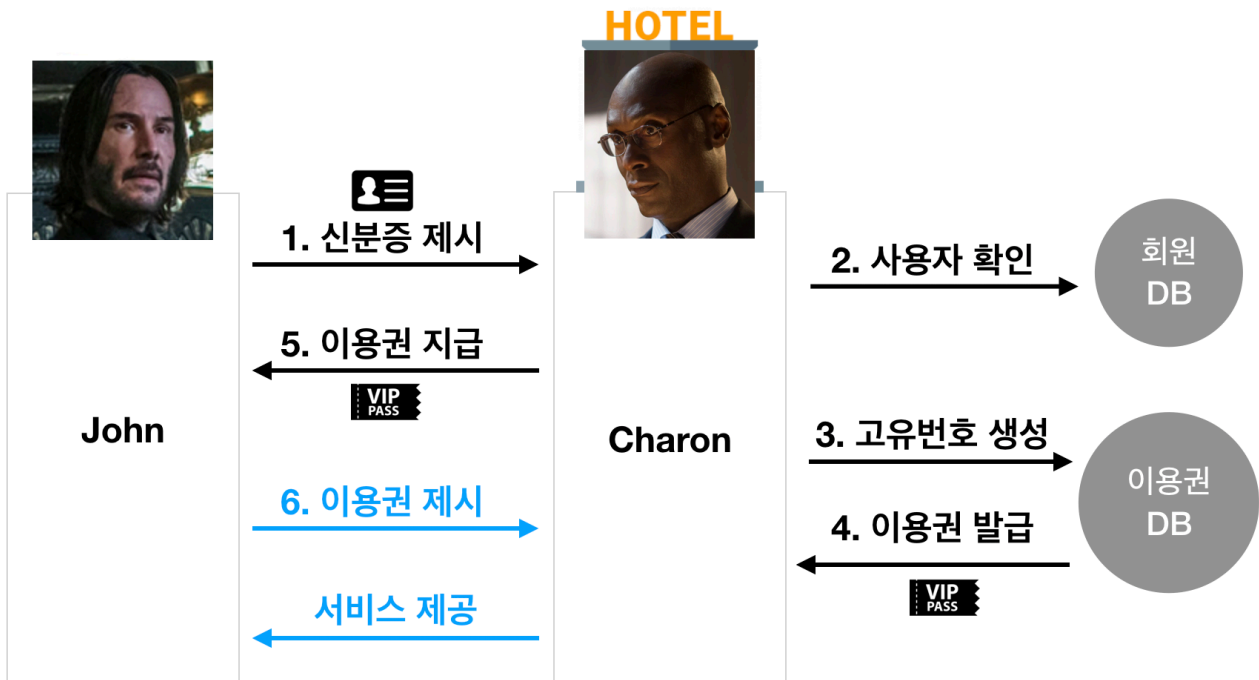 HOTEL
1. 신분증 제시
2. 사용자 확인
회원
DB
5. 이용권 지급
VIP
PASS
John
Charon
3. 고유번호 생성
이용권
DB
6. 이용권 제시
4. 이용권 발급
VIP
PASS
서비스 제공